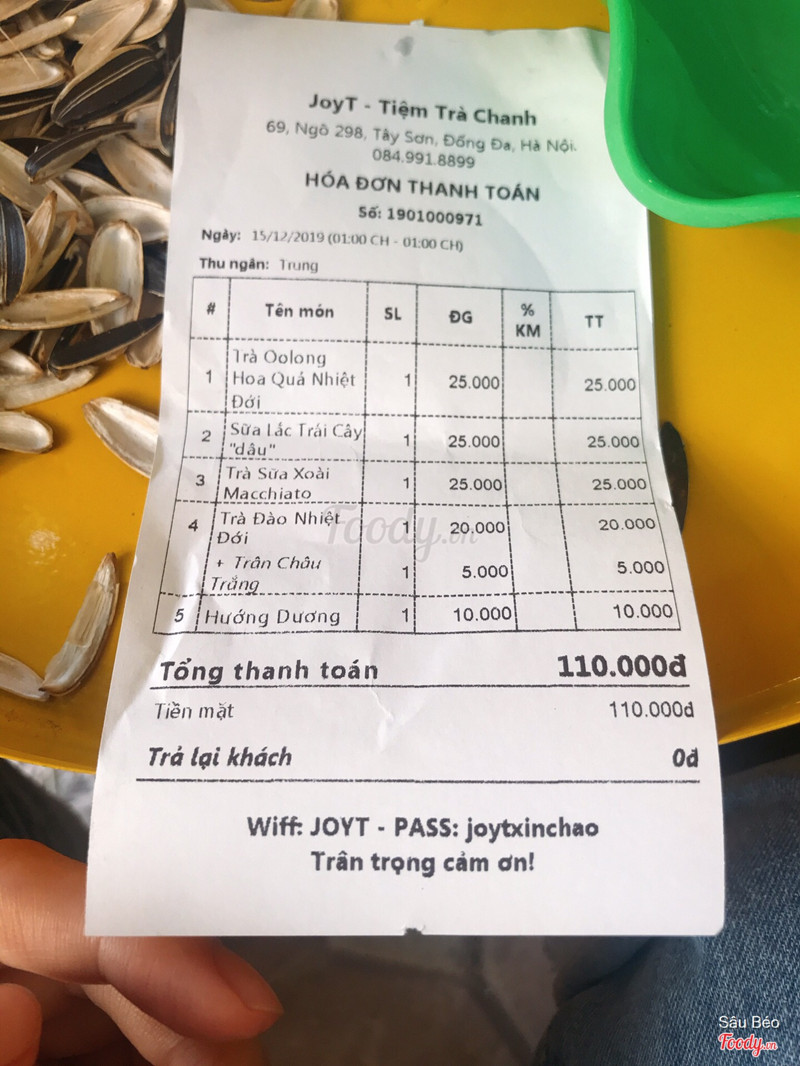 JoyT - Tiệm Trà Chanh
69, Ngõ 298, Tây Sơn, Đống Đa, Hà Nội.
084.991.8899
HÓA ĐƠN THANH TOÁN
Số: 1901000971
Ngày: 15/12/2019 (01:00 CH - 01:00 CH)
Thu ngân: Trung
# Tên món SL ĐG % KM TT
1 Trà Oolong Hoa Quả Nhiệt Đới 1 25.000 25.000
2 Sữa Lắc Trái Cây "dâu" 1 25.000 25.000
3 Trà Sữa Xoài Macchiato 1 25.000 25.000
4 Trà Đào Nhiệt Đới 1 20.000 20.000
+ Trân Châu Trắng 1 5.000 5.000
5 Hướng Dương 1 10.000 10.000
Tổng thanh toán 110.000đ
Tiền mặt 110.000đ
Trả lại khách 0đ
Wiff: JOYT - PASS: joytxinchao
Trân trọng cảm ơn!
Foody.vn
Sâu Béo
Foody.vn